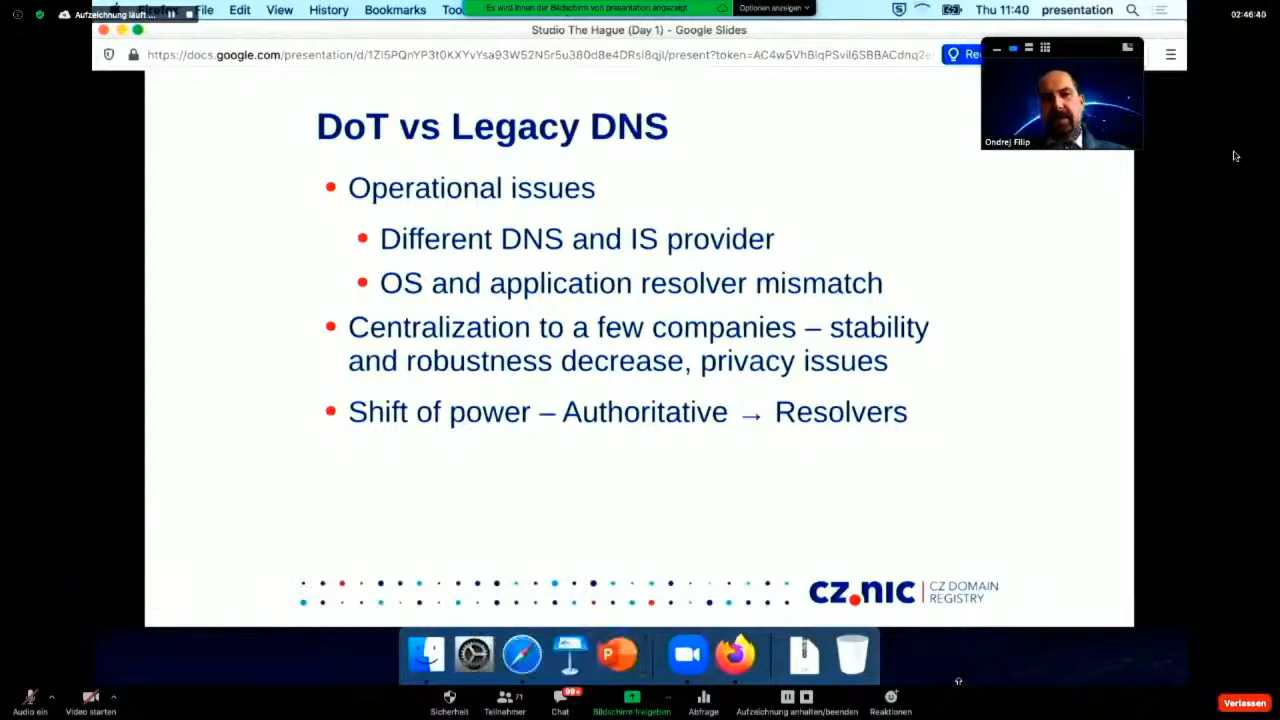 Aufzeichnung läuft ...
File Edit View History Bookmarks
Es wird Ihnen der Bildschirm von presentation angezeigt
Optionen anzeigen
Thu 11:40 presentation
02:46:40
Studio The Hague (Day 1) - Google Slides
Ondrej Filip
DoT vs Legacy DNS
Operational issues
Different DNS and IS provider
OS and application resolver mismatch
Centralization to a few companies – stability
and robustness decrease, privacy issues
Shift of power – Authoritative → Resolvers
cz.nic
CZ DOMAIN
REGISTRY
Audio ein
Video starten
Sicherheit
Teilnehmer 71
Chat 99+
Bildschirm freigeben
Abfrage
Aufzeichnung anhalten/beenden
Reaktionen
Verlassen